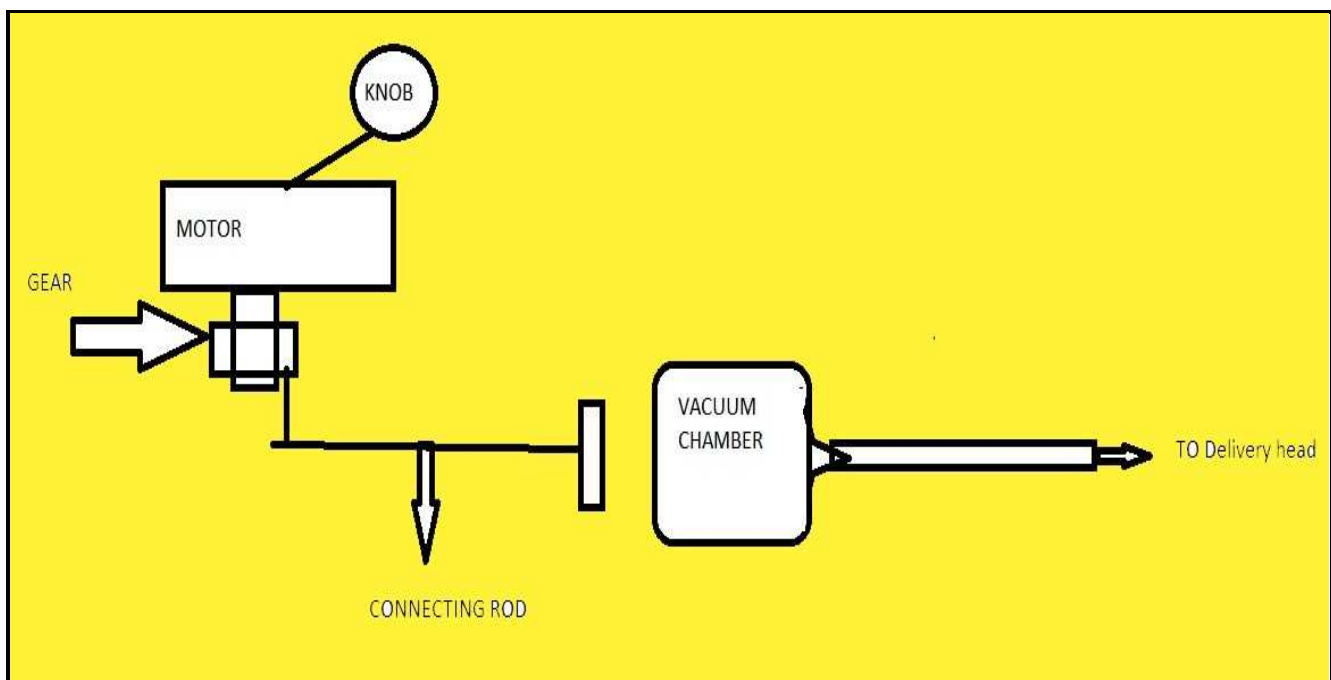 KNOB
MOTOR
GEAR
VACUUM
CHAMBER
TO Delivery head
CONNECTING ROD